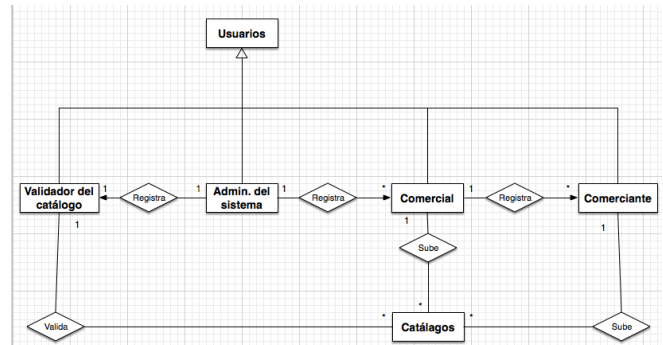 Usuarios
Validador del
catálogo
1
Registra
1
Admin. del
sistema
1
Registra
*
Comercial
1
Registra
*
Comerciante
1
1
1
Sube
*
Valida
*
Catálagos
*
Sube